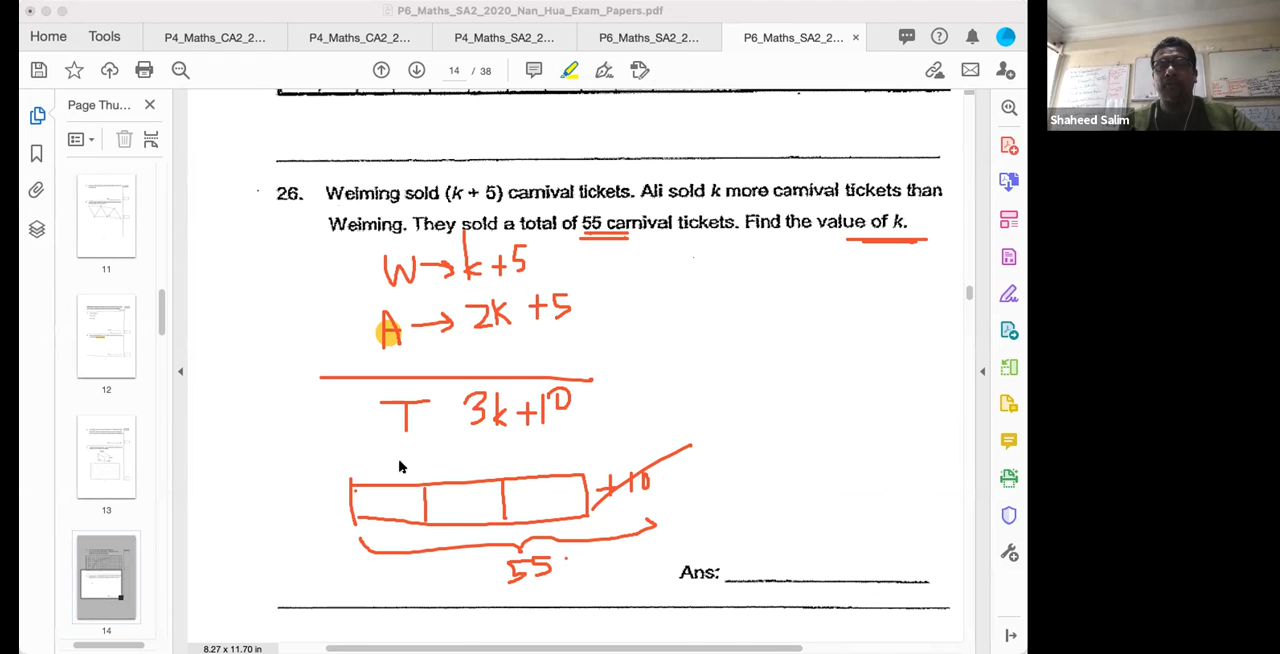 P6_Maths_SA2_2020_Nan_Hua_Exam_Papers.pdf
Home Tools P4_Maths_CA2_2... P4_Maths_CA2_2... P4_Maths_SA2_2... P6_Maths_SA2_2... P6_Maths_SA2_2... ×
14 / 38
Page Thu...
11
12
13
14
26. Weiming sold (k + 5) carnival tickets. Ali sold k more carnival tickets than
Weiming. They sold a total of 55 carnival tickets. Find the value of k.
W → k + 5
A → 2k + 5
T 3k + 10
+ 10
55
Ans:
8.27 x 11.70 in
Shaheed Salim